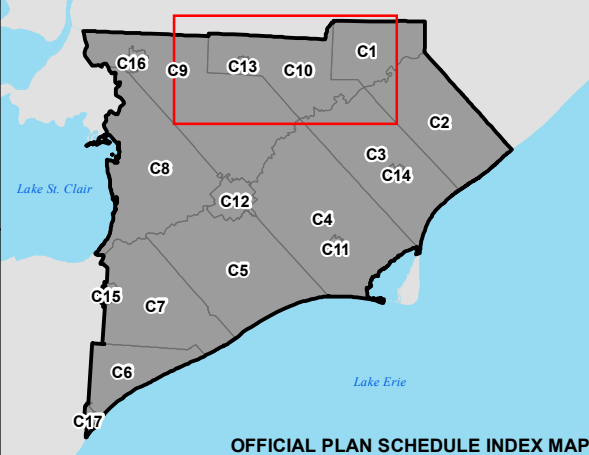 C1
C16
C9
C13
C10
C2
C3
C8
C14
Lake St. Clair
C12
C4
C11
C5
C15
C7
C6
Lake Erie
C17
OFFICIAL PLAN SCHEDULE INDEX MAP